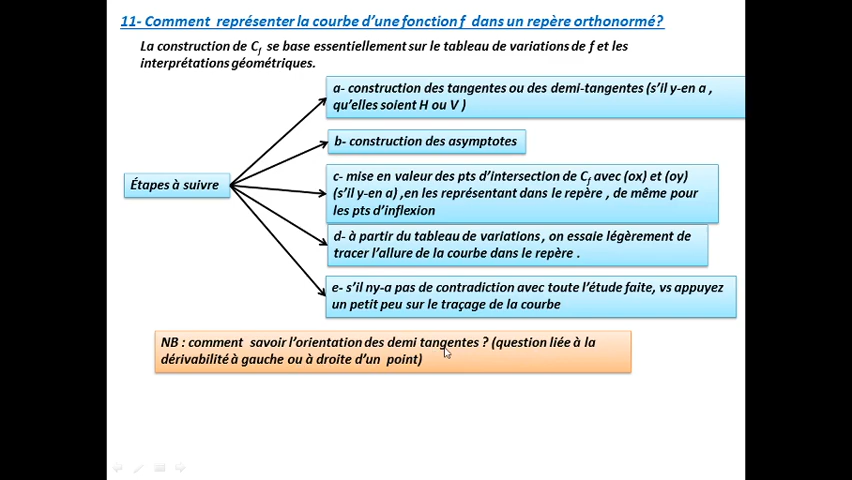 11- Comment représenter la courbe d'une fonction f dans un repère orthonormé?
La construction de Cf se base essentiellement sur le tableau de variations de f et les
interprétations géométriques.
a- construction des tangentes ou des demi-tangentes (s'il y-en a ,
qu'elles soient H ou V )
b- construction des asymptotes
Étapes à suivre
c- mise en valeur des pts d'intersection de Cf avec (ox) et (oy)
(s'il y-en a) ,en les représentant dans le repère , de même pour
les pts d'inflexion
d- à partir du tableau de variations , on essaie légèrement de
tracer l'allure de la courbe dans le repère .
e- s'il ny-a pas de contradiction avec toute l'étude faite, vs appuyez
un petit peu sur le traçage de la courbe
NB : comment savoir l'orientation des demi tangentes ? (question liée à la
dérivabilité à gauche ou à droite d'un point)